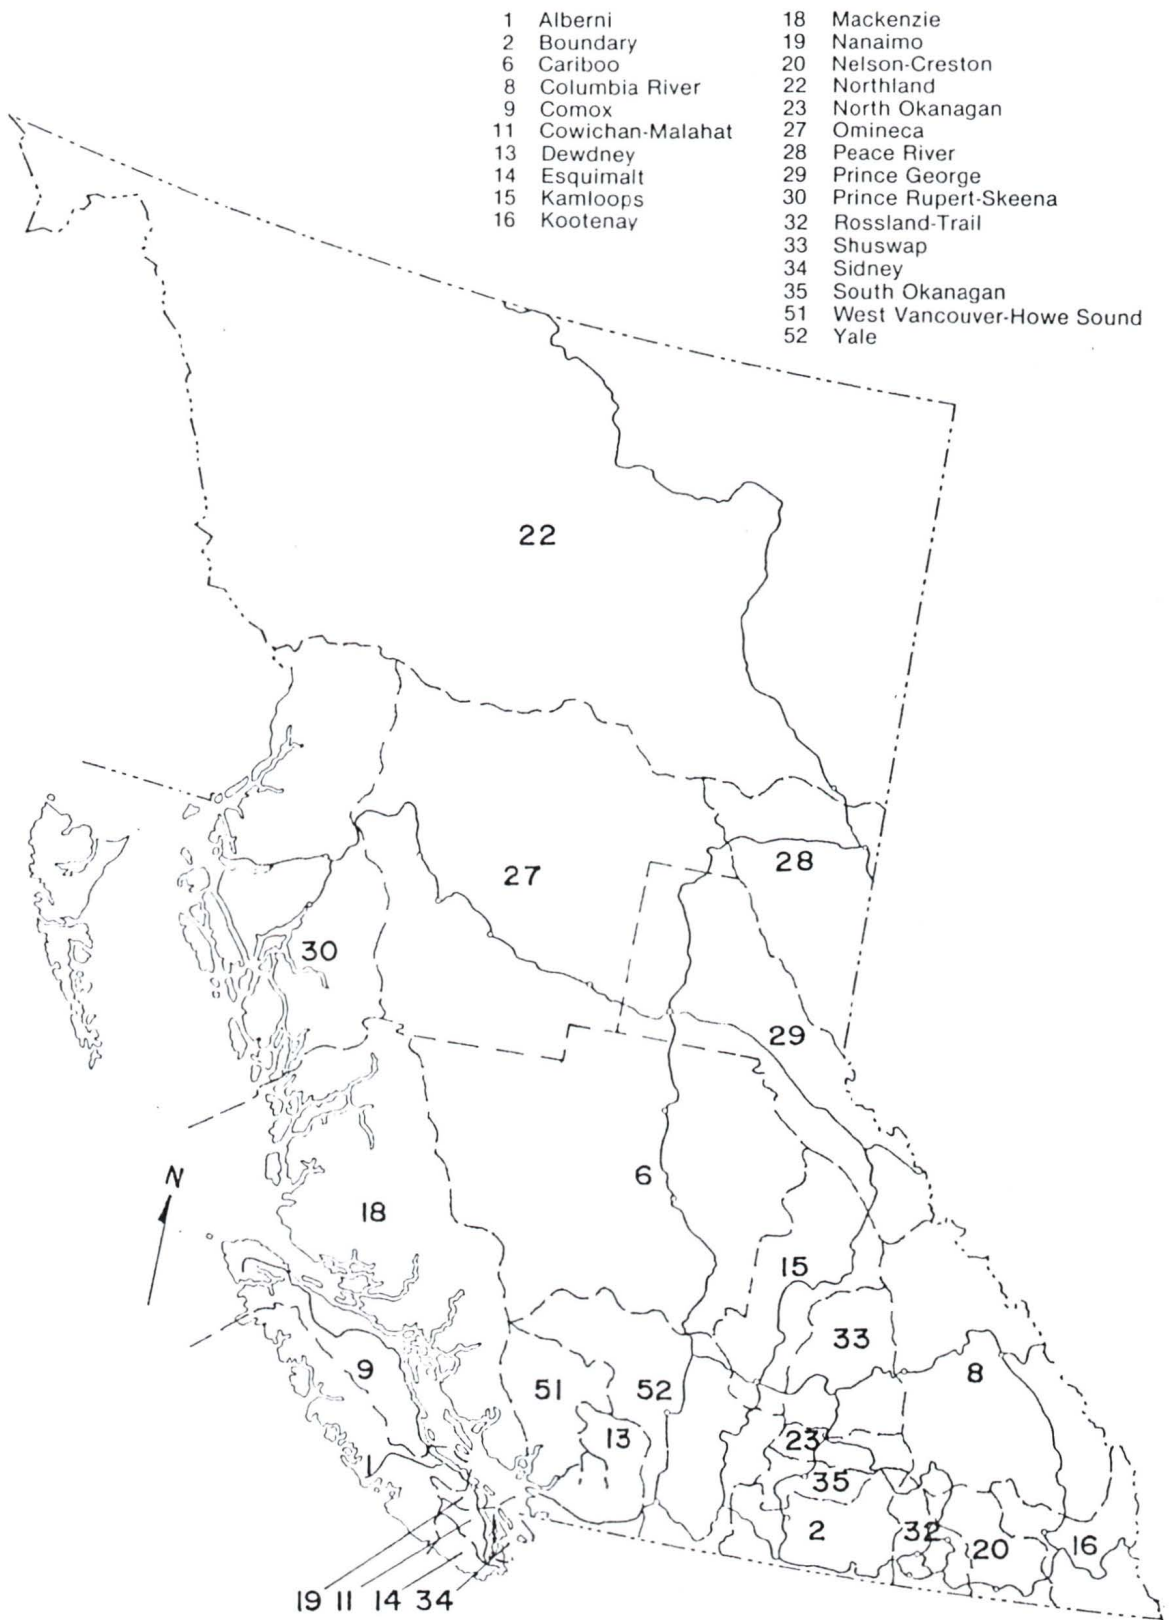 1 Alberni
2 Boundary
6 Cariboo
8 Columbia River
9 Comox
11 Cowichan-Malahat
13 Dewdney
14 Esquimalt
15 Kamloops
16 Kootenay
18 Mackenzie
19 Nanaimo
20 Nelson-Creston
22 Northland
23 North Okanagan
27 Omineca
28 Peace River
29 Prince George
30 Prince Rupert-Skeena
32 Rossland-Trail
33 Shuswap
34 Sidney
35 South Okanagan
51 West Vancouver-Howe Sound
52 Yale
22
27
28
30
29
N
6
18
15
33
9
8
51
52
13
23
1
35
2
32
20
16
19 11 14 34